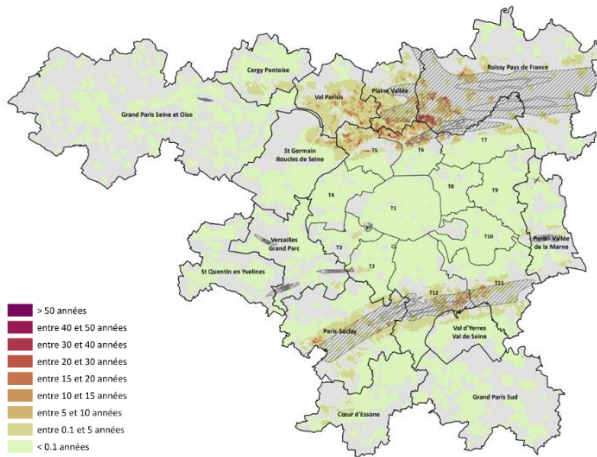 Cergy Pontoise
Roissy Pays de France
Plaine Vallée
Val Parisis
Grand Paris Seine et Oise
St Germain
Boucles de Seine
T5
T6
T7
T4
T8
T9
T1
T10
Versailles
Grand Parc
T3
T2
Vallée
de la Marne
St Quentin en Yvelines
T12
T11
Paris-Saclay
Val d'Yerres
Val de Seine
Grand Paris Sud
Cœur d'Essone
> 50 années
entre 40 et 50 années
entre 30 et 40 années
entre 20 et 30 années
entre 15 et 20 années
entre 10 et 15 années
entre 5 et 10 années
entre 0.1 et 5 années
< 0.1 années